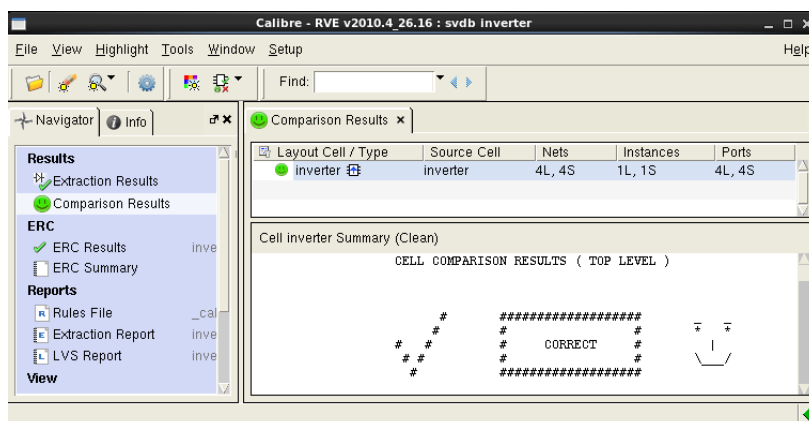 Calibre - RVE v2010.4_26.16 : svdb inverter
File View Highlight Tools Window Setup Help
Find:
Navigator Info
Comparison Results
Results
Extraction Results
Comparison Results
ERC
ERC Results inve
ERC Summary
Reports
Rules File _cal
Extraction Report inve
LVS Report inve
View
Layout Cell / Type Source Cell Nets Instances Ports
inverter inverter 4L, 4S 1L, 1S 4L, 4S
Cell inverter Summary (Clean)
CELL COMPARISON RESULTS ( TOP LEVEL )
# ################### _ _
# # # * *
# # # CORRECT # |
# # # # \___/
# ###################